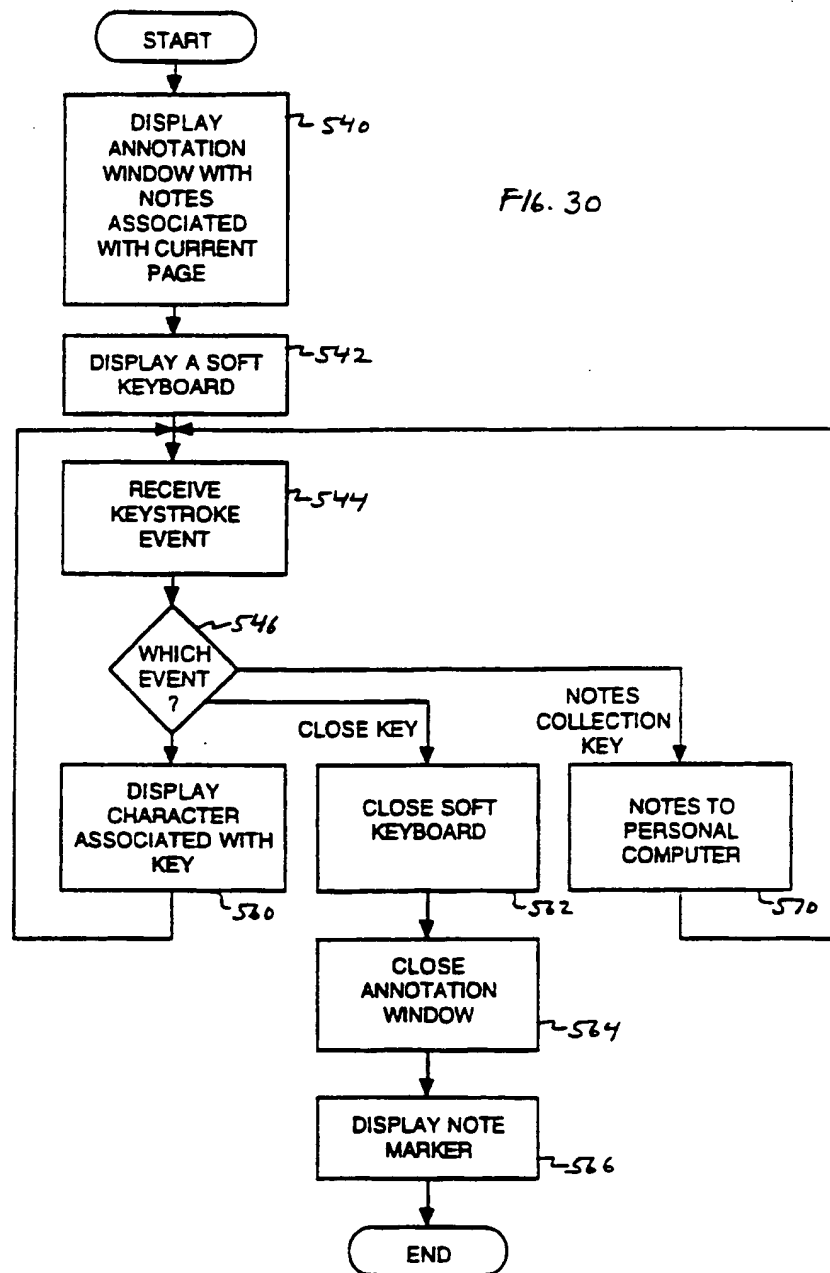 START
DISPLAY
ANNOTATION
WINDOW WITH
NOTES
ASSOCIATED
WITH CURRENT
PAGE
540
FIG. 30
DISPLAY A SOFT
KEYBOARD
542
RECEIVE
KEYSTROKE
EVENT
544
WHICH
EVENT
?
546
CLOSE KEY
NOTES
COLLECTION
KEY
DISPLAY
CHARACTER
ASSOCIATED WITH
KEY
560
CLOSE SOFT
KEYBOARD
562
NOTES TO
PERSONAL
COMPUTER
570
CLOSE
ANNOTATION
WINDOW
564
DISPLAY NOTE
MARKER
566
END